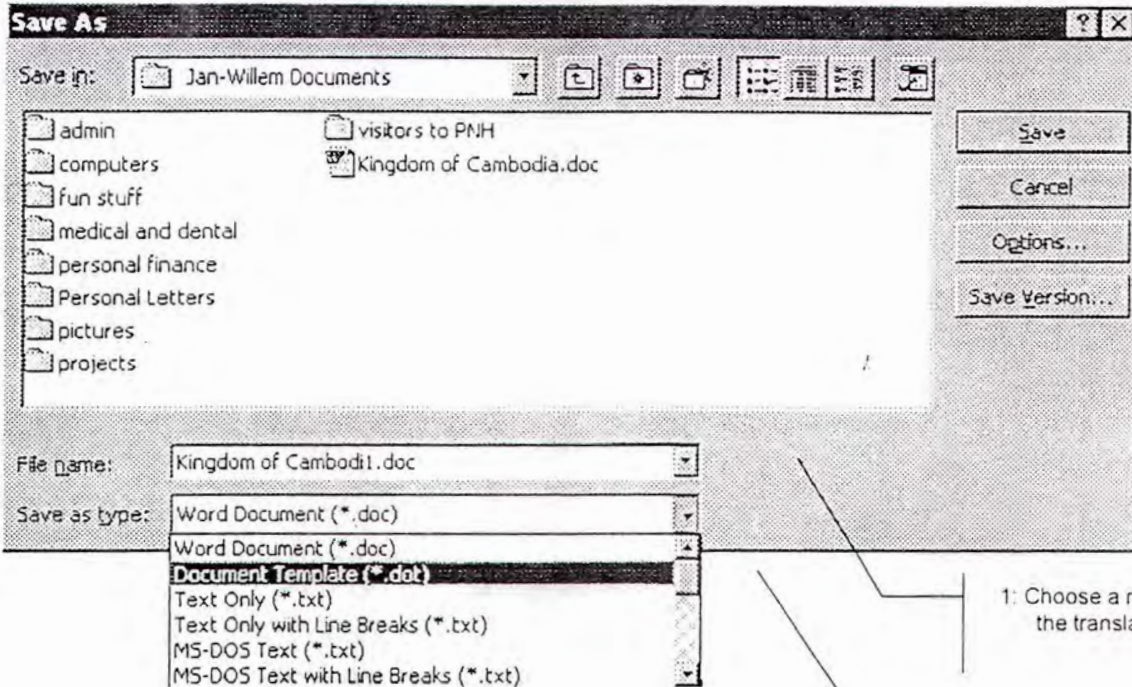 Save As
Save in: Jan-Willem Documents
admin
computers
fun stuff
medical and dental
personal finance
Personal Letters
pictures
projects
visitors to PNH
Kingdom of Cambodia.doc
Save
Cancel
Options...
Save Version...
File name: Kingdom of Cambodi1.doc
Save as type: Word Document (*.doc)
Word Document (*.doc)
Document Template (*.dot)
Text Only (*.txt)
Text Only with Line Breaks (*.txt)
MS-DOS Text (*.txt)
MS-DOS Text with Line Breaks (*.txt)
1: Choose a
the